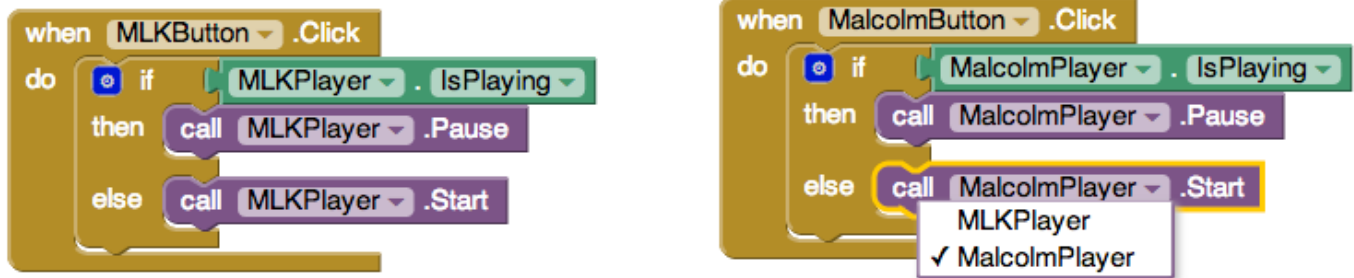 when MLKButton .Click
do if MLKPlayer . IsPlaying
then call MLKPlayer .Pause
else call MLKPlayer .Start
when MalcolmButton .Click
do if MalcolmPlayer . IsPlaying
then call MalcolmPlayer .Pause
else call MalcolmPlayer .Start
MLKPlayer
✓ MalcolmPlayer